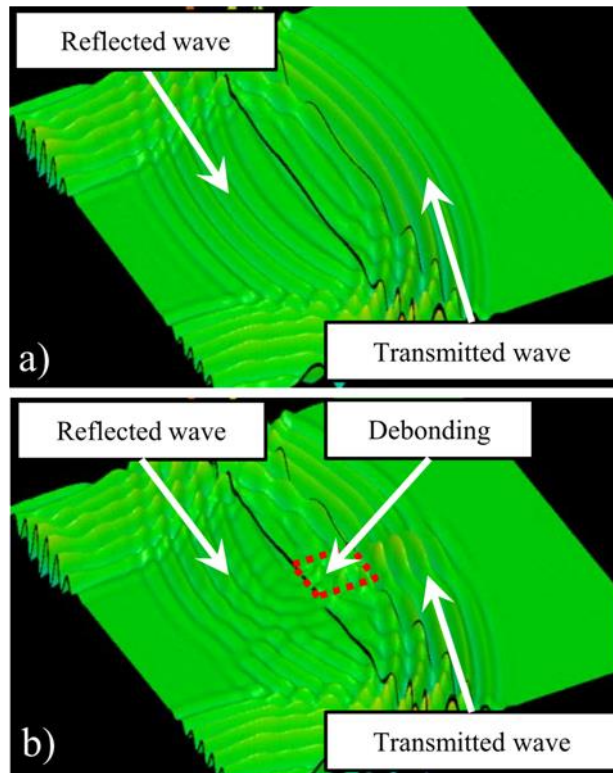 Reflected wave
Transmitted wave
a)
Reflected wave
Debonding
Transmitted wave
b)